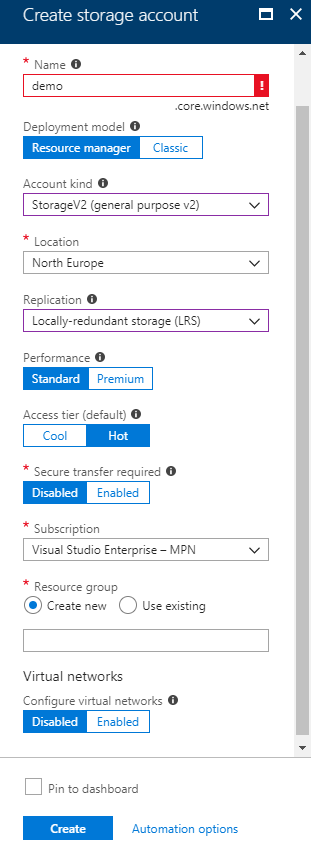 Create storage account
* Name
demo
.core.windows.net
Deployment model
Resource manager Classic
Account kind
StorageV2 (general purpose v2)
* Location
North Europe
Replication
Locally-redundant storage (LRS)
Performance
Standard Premium
Access tier (default)
Cool Hot
* Secure transfer required
Disabled Enabled
* Subscription
Visual Studio Enterprise – MPN
* Resource group
Create new Use existing
Virtual networks
Configure virtual networks
Disabled Enabled
Pin to dashboard
Create Automation options